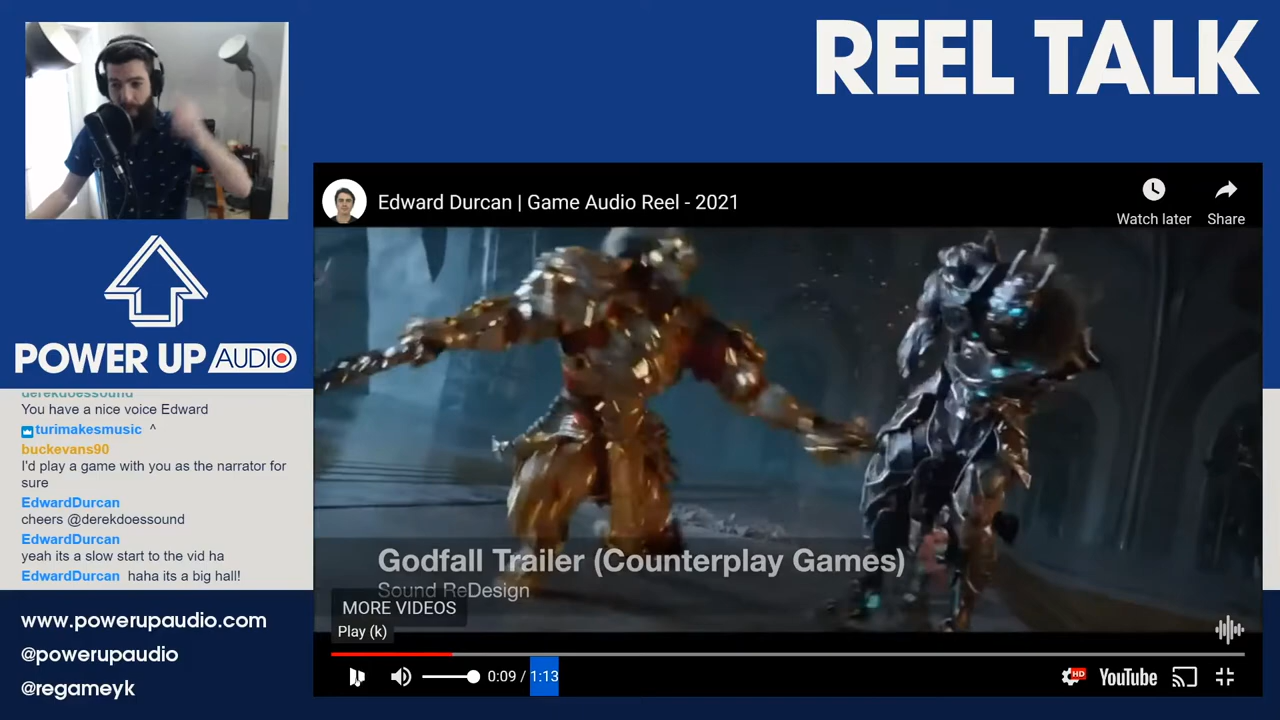 REEL TALK
Edward Durcan | Game Audio Reel - 2021
Watch later
Share
POWER UP AUDIO
derekdoessound
You have a nice voice Edward
turimakesmusic ^
buckevans90
I'd play a game with you as the narrator for
sure
EdwardDurcan
cheers @derekdoessound
EdwardDurcan
yeah its a slow start to the vid ha
EdwardDurcan haha its a big hall!
Godfall Trailer (Counterplay Games)
Sound ReDesign
MORE VIDEOS
Play (k)
0:09 / 1:13
HD
YouTube
www.powerupaudio.com
@powerupaudio
@regameyk